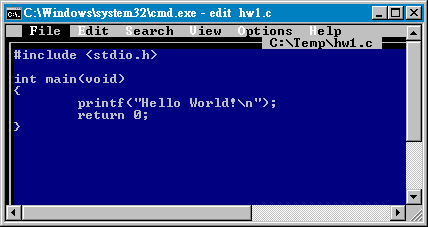 C:\Windows\system32\cmd.exe - edit hw1.c
File Edit Search View Options Help
C:\Temp\hw1.c
#include <stdio.h>
int main(void)
{
printf("Hello World!\n");
return 0;
}